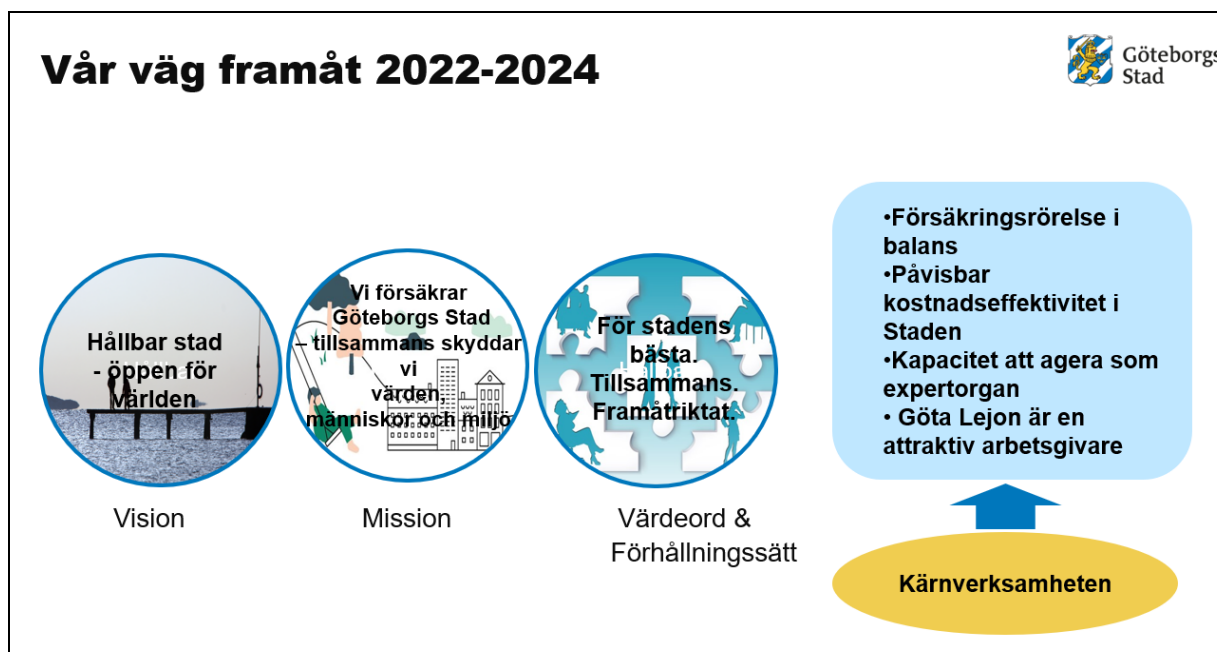 Vår väg framåt 2022-2024
Göteborgs
Stad
Hållbar stad
- öppen för
Världen
Vi försäkrar
Göteborgs Stad
– tillsammans skyddar
vi
värden,
människor och miljö
För stadens
bästa.
Tillsammans.
Framåtriktat.
•Försäkringsrörelse i
balans
•Påvisbar
kostnadseffektivitet i
Staden
•Kapacitet att agera som
expertorgan
• Göta Lejon är en
attraktiv arbetsgivare
Vision
Mission
Värdeord &
Förhållningssätt
Kärnverksamheten